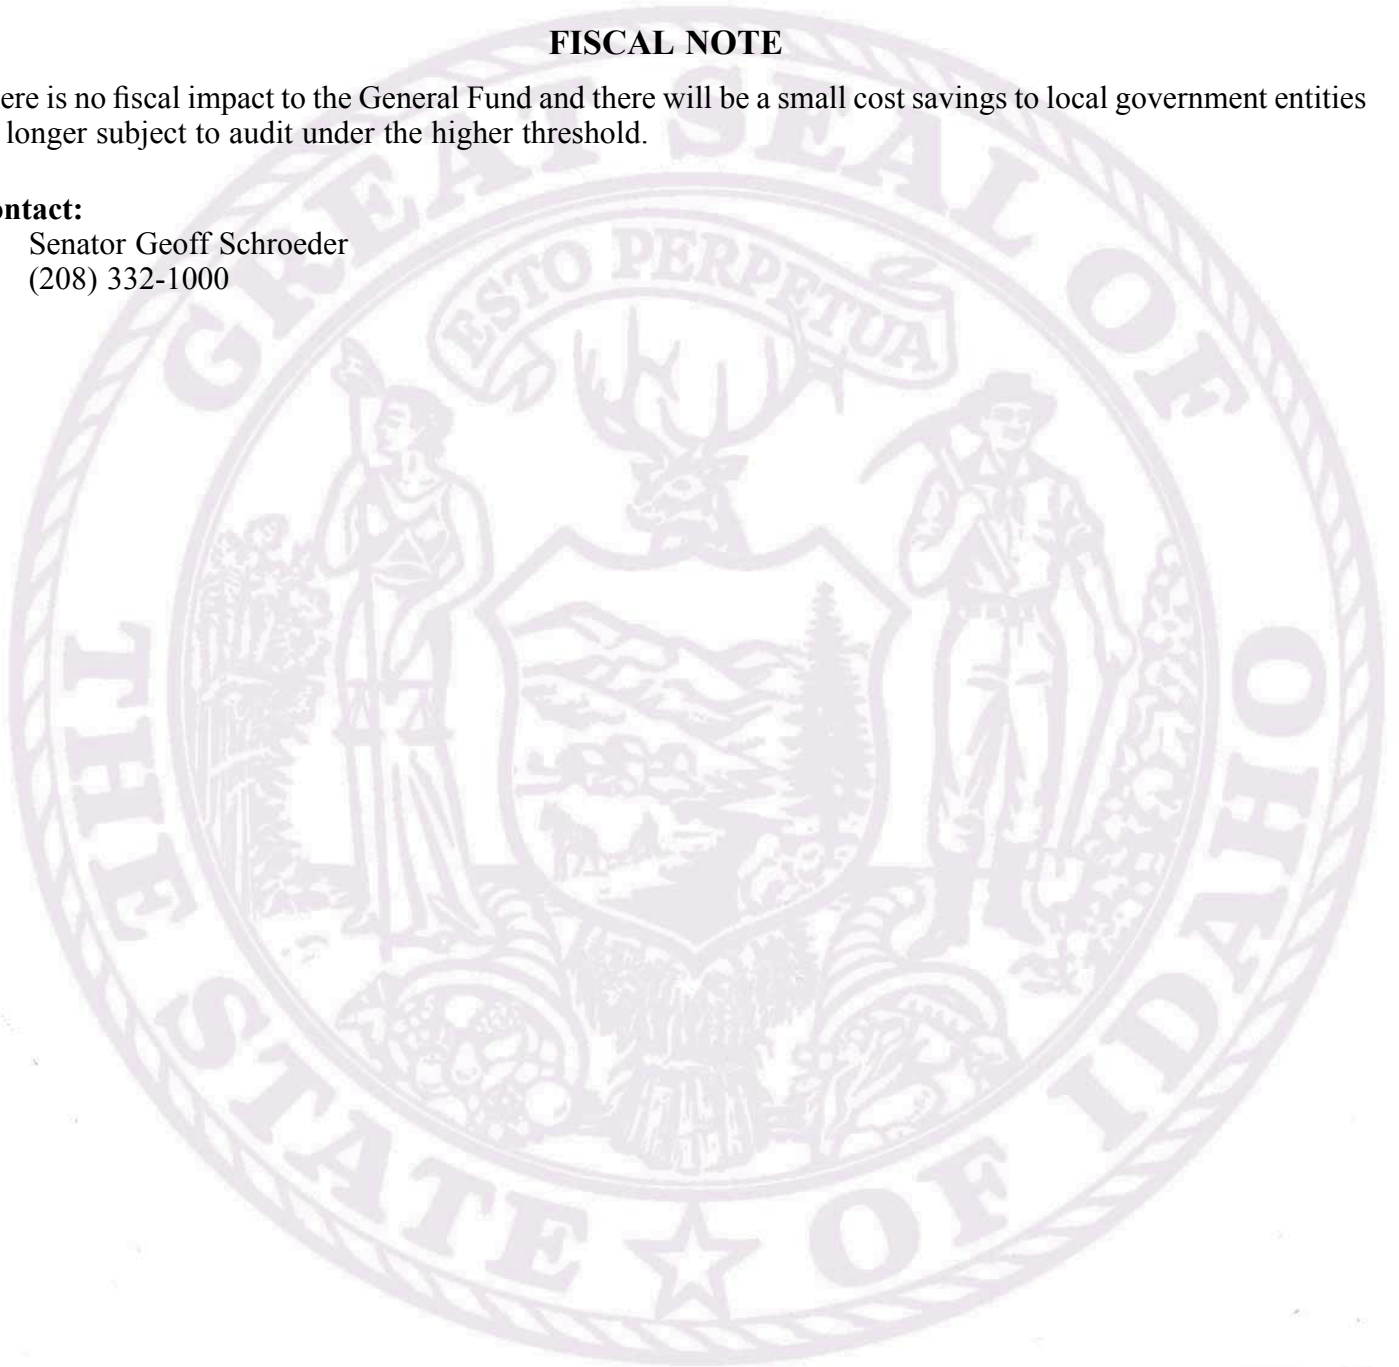 FISCAL NOTE
ere is no fiscal impact to the General Fund and there will be a small cost savings to local government entities
longer subject to audit under the higher threshold.
ontact:
Senator Geoff Schroeder
(208) 332-1000
GREAT SEAL OF
ESTO PERPETUA
THE STATE OF IDAHO